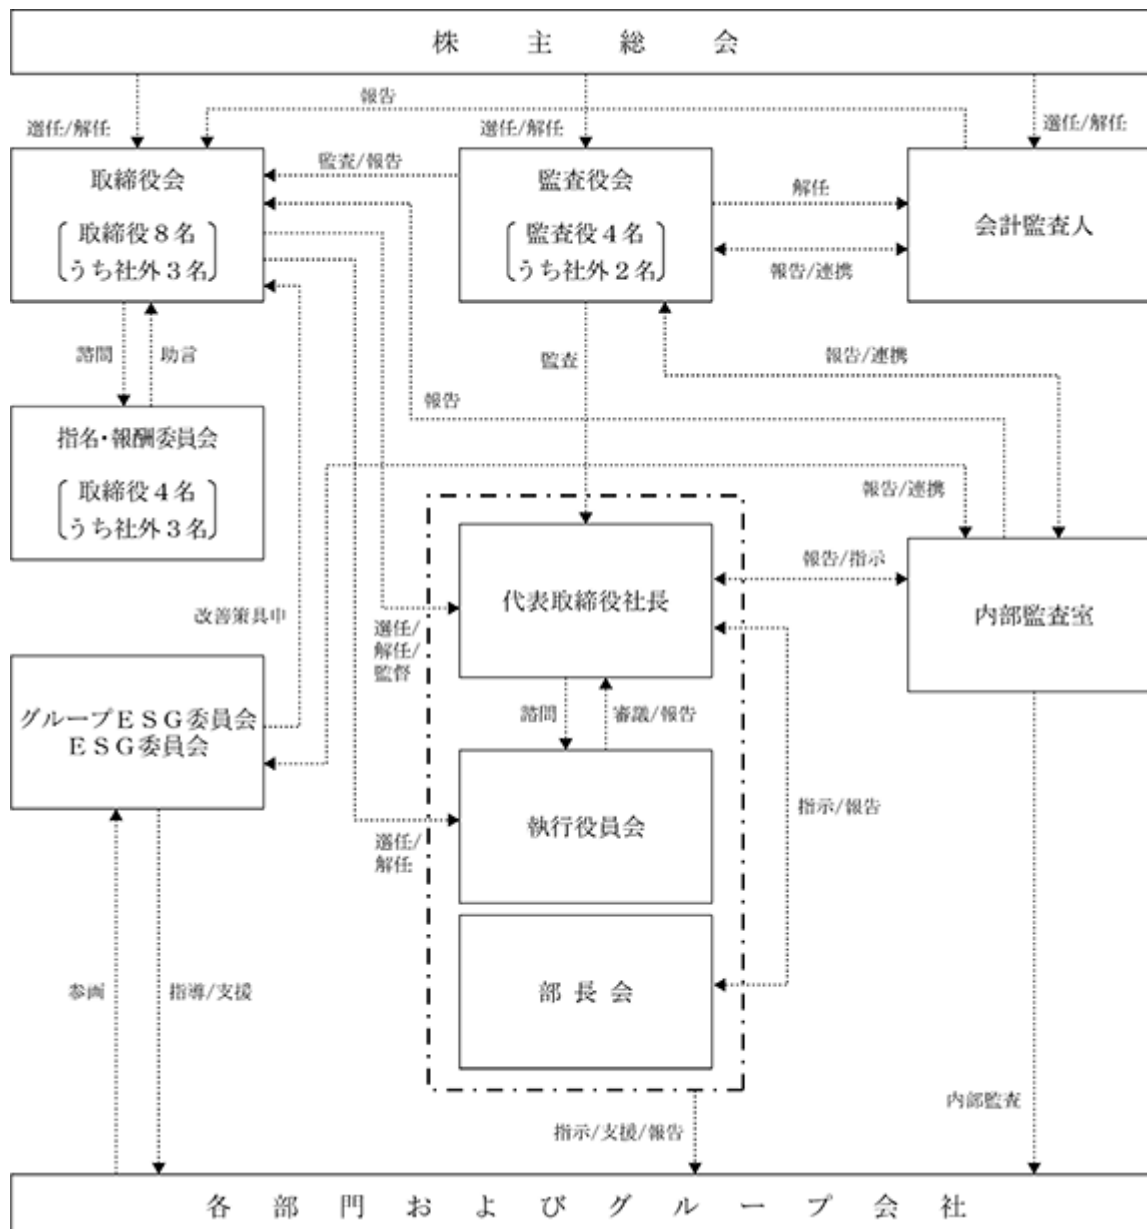 株主総会
報告
選任/解任
選任/解任
選任/解任
取締役会
取締役8名
うち社外3名
監査/報告
監査役会
監査役4名
うち社外2名
解任
報告/連携
会計監査人
諮問
助言
監査
報告/連携
報告
指名・報酬委員会
取締役4名
うち社外3名
報告/連携
代表取締役社長
報告/指示
内部監査室
改善策具申
選任/
解任/
監督
諮問
審議/報告
グループESG委員会
ESG委員会
執行役員会
指示/報告
選任/
解任
部長会
参画
指導/支援
内部監査
指示/支援/報告
各部門およびグループ会社